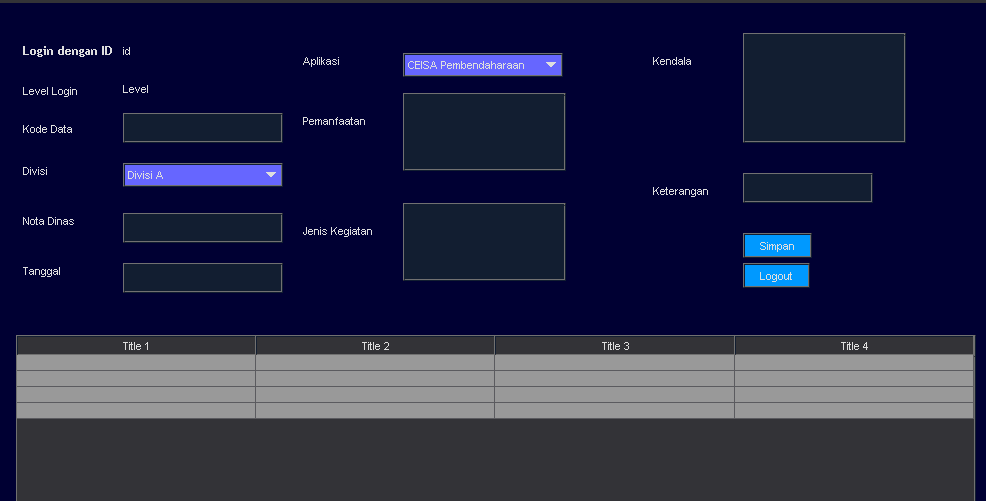 Login dengan ID id
Level Login Level
Kode Data
Divisi Divisi A
Nota Dinas
Tanggal
Aplikasi CEISA Pembendaharaan
Pemanfaatan
Jenis Kegiatan
Kendala
Keterangan
Simpan
Logout
Title 1 Title 2 Title 3 Title 4